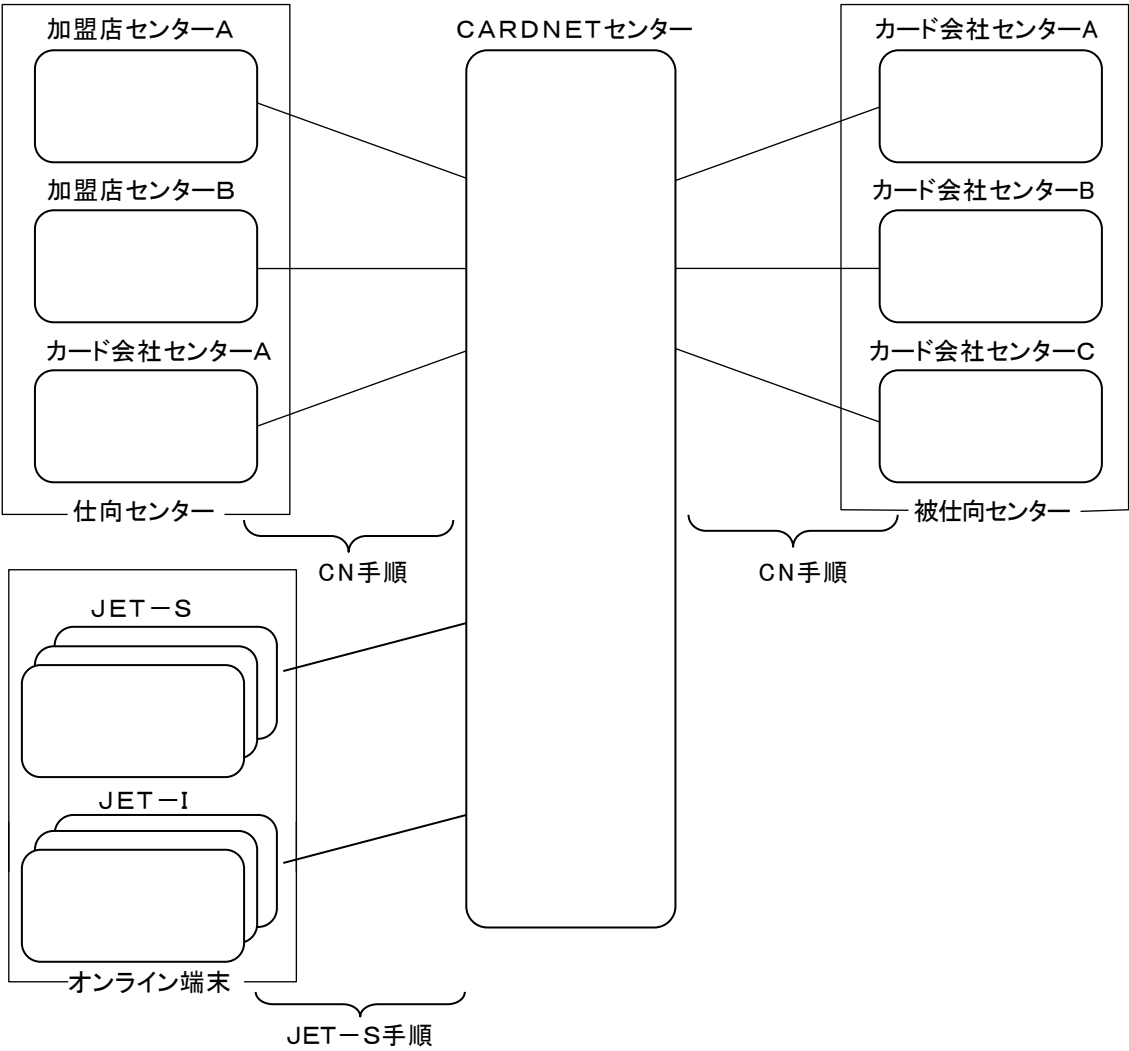 加盟店センターA
加盟店センターB
カード会社センターA
仕向センター
CARDNETセンター
カード会社センターA
カード会社センターB
カード会社センターC
被仕向センター
CN手順
CN手順
JET－S
JET－I
オンライン端末
JET－S手順